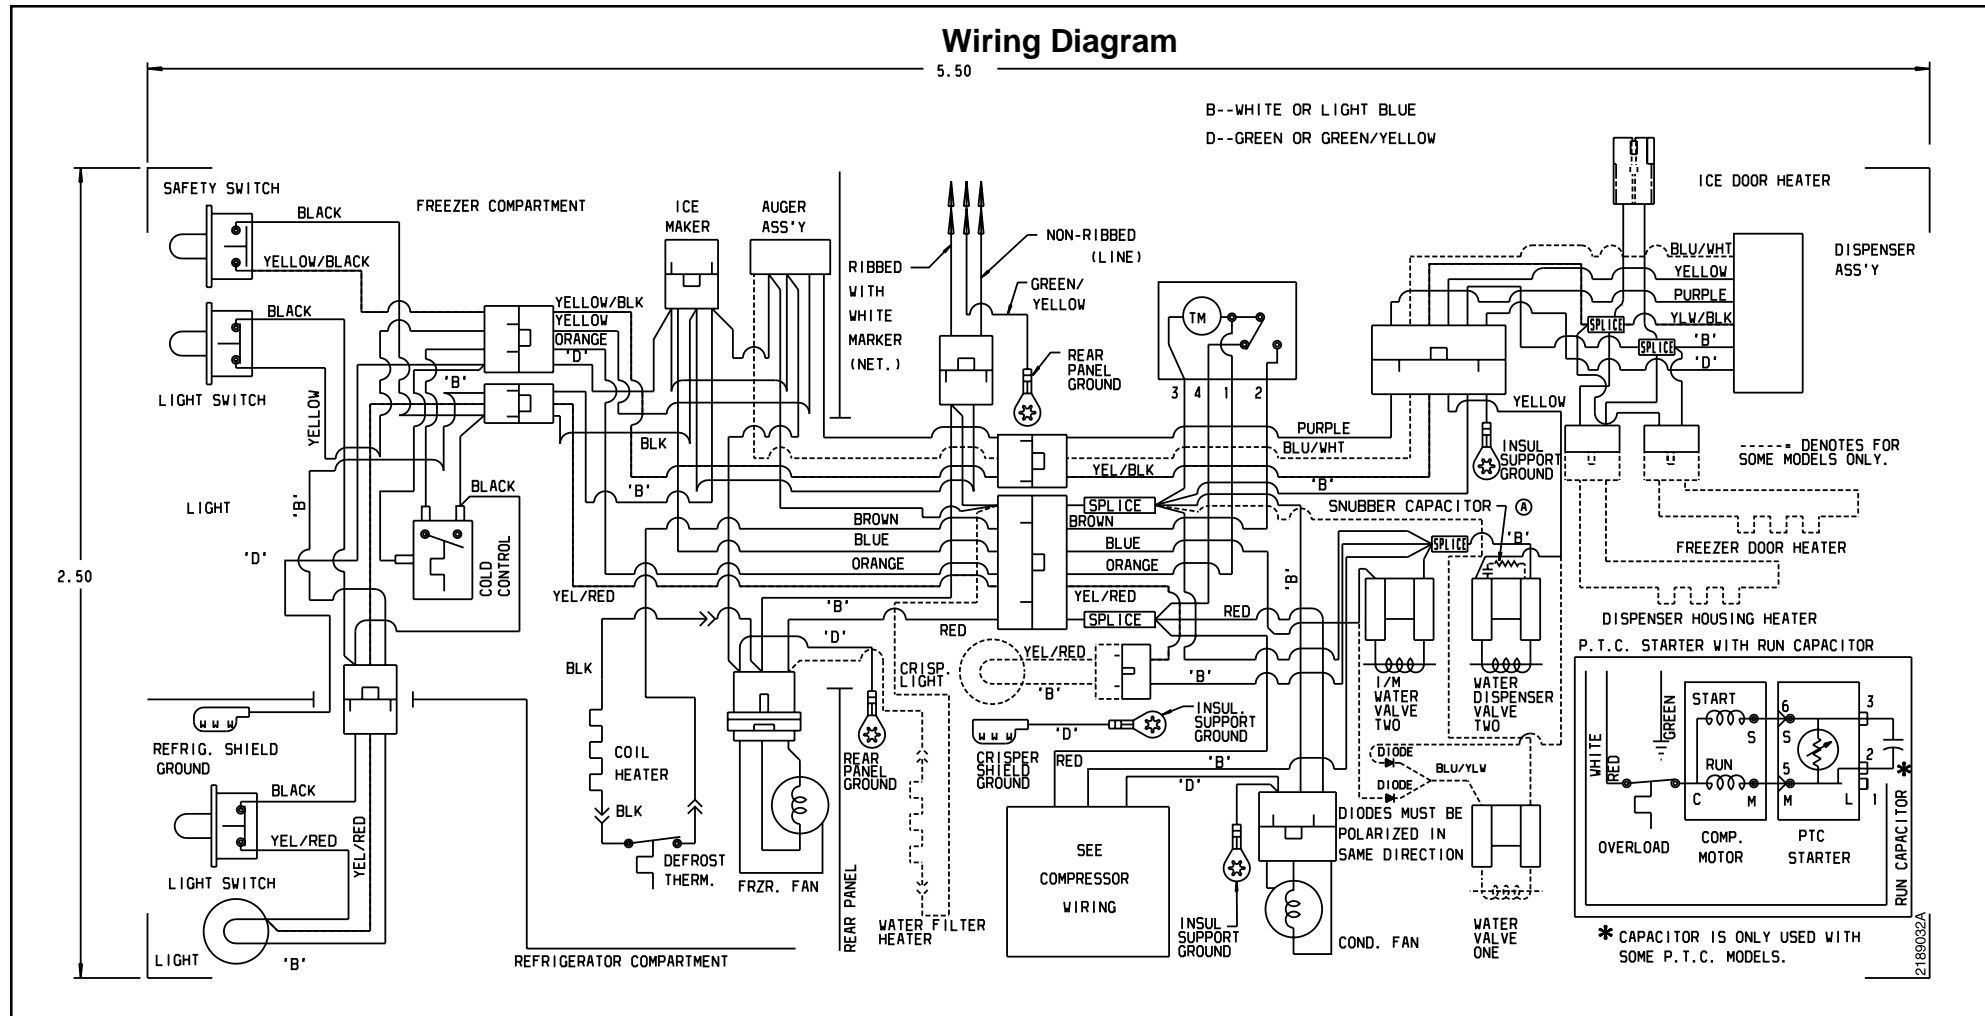 Wiring Diagram
5.50
B--WHITE OR LIGHT BLUE
D--GREEN OR GREEN/YELLOW
2.50
SAFETY SWITCH
BLACK
YELLOW/BLACK
FREEZER COMPARTMENT
LIGHT SWITCH
BLACK
YELLOW
YELLOW/BLK
YELLOW
ORANGE
'D'
'B'
BLK
'B'
ICE
MAKER
AUGER
ASS'Y
RIBBED
WITH
WHITE
MARKER
(NET.)
NON-RIBBED
(LINE)
GREEN/
YELLOW
REAR
PANEL
GROUND
TM
3
4
1
2
ICE DOOR HEATER
DISPENSER
ASS'Y
BLU/WHT
YELLOW
PURPLE
YLW/BLK
'B'
'D'
SPLICE
SPLICE
YELLOW
INSUL
SUPPORT
GROUND
----= DENOTES FOR
SOME MODELS ONLY.
PURPLE
BLU/WHT
YEL/BLK
'B'
SNUBBER CAPACITOR
A
LIGHT
'B'
'D'
BLACK
COLD
CONTROL
BROWN
BLUE
ORANGE
YEL/RED
'B'
RED
'D'
SPLICE
BROWN
BLUE
ORANGE
YEL/RED
SPLICE
RED
'B'
SPLICE
'B'
FREEZER DOOR HEATER
DISPENSER HOUSING HEATER
BLK
COIL
HEATER
BLK
DEFROST
THERM.
FRZR. FAN
REAR
PANEL
GROUND
REAR PANEL
CRISP.
LIGHT
YEL/RED
'B'
'B'
WATER FILTER
HEATER
CRISPER
SHIELD
GROUND
'D'
INSUL.
SUPPORT
GROUND
RED
'B'
'D'
SEE
COMPRESSOR
WIRING
INSUL
SUPPORT
GROUND
COND. FAN
I/M
WATER
VALVE
TWO
WATER
DISPENSER
VALVE
TWO
DIODE
DIODE
BLU/YLW
DIODES MUST BE
POLARIZED IN
SAME DIRECTION
WATER
VALVE
ONE
REFRIG. SHIELD
GROUND
BLACK
YEL/RED
LIGHT SWITCH
YEL/RED
LIGHT
'B'
REFRIGERATOR COMPARTMENT
P.T.C. STARTER WITH RUN CAPACITOR
WHITE
RED
GREEN
START
S
RUN
C
M
6
S
5
M
L
3
2
1
*
OVERLOAD
COMP.
MOTOR
PTC
STARTER
RUN CAPACITOR
* CAPACITOR IS ONLY USED WITH
SOME P.T.C. MODELS.
2189032A